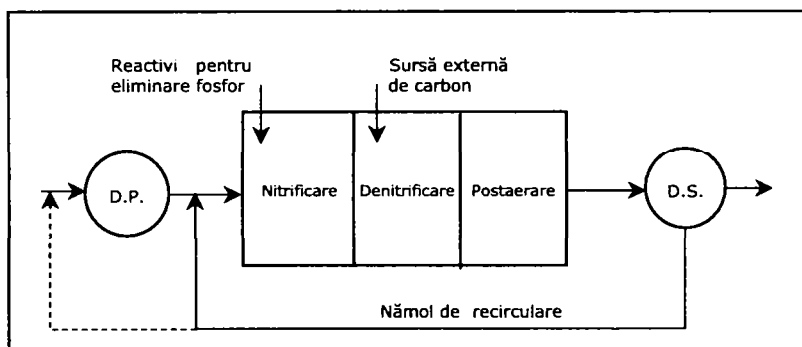 Reactivi pentru
eliminare fosfor
Sursă externă
de carbon
D.P.
Nitrificare
Denitrificare
Postaerare
D.S.
Nămol de recirculare